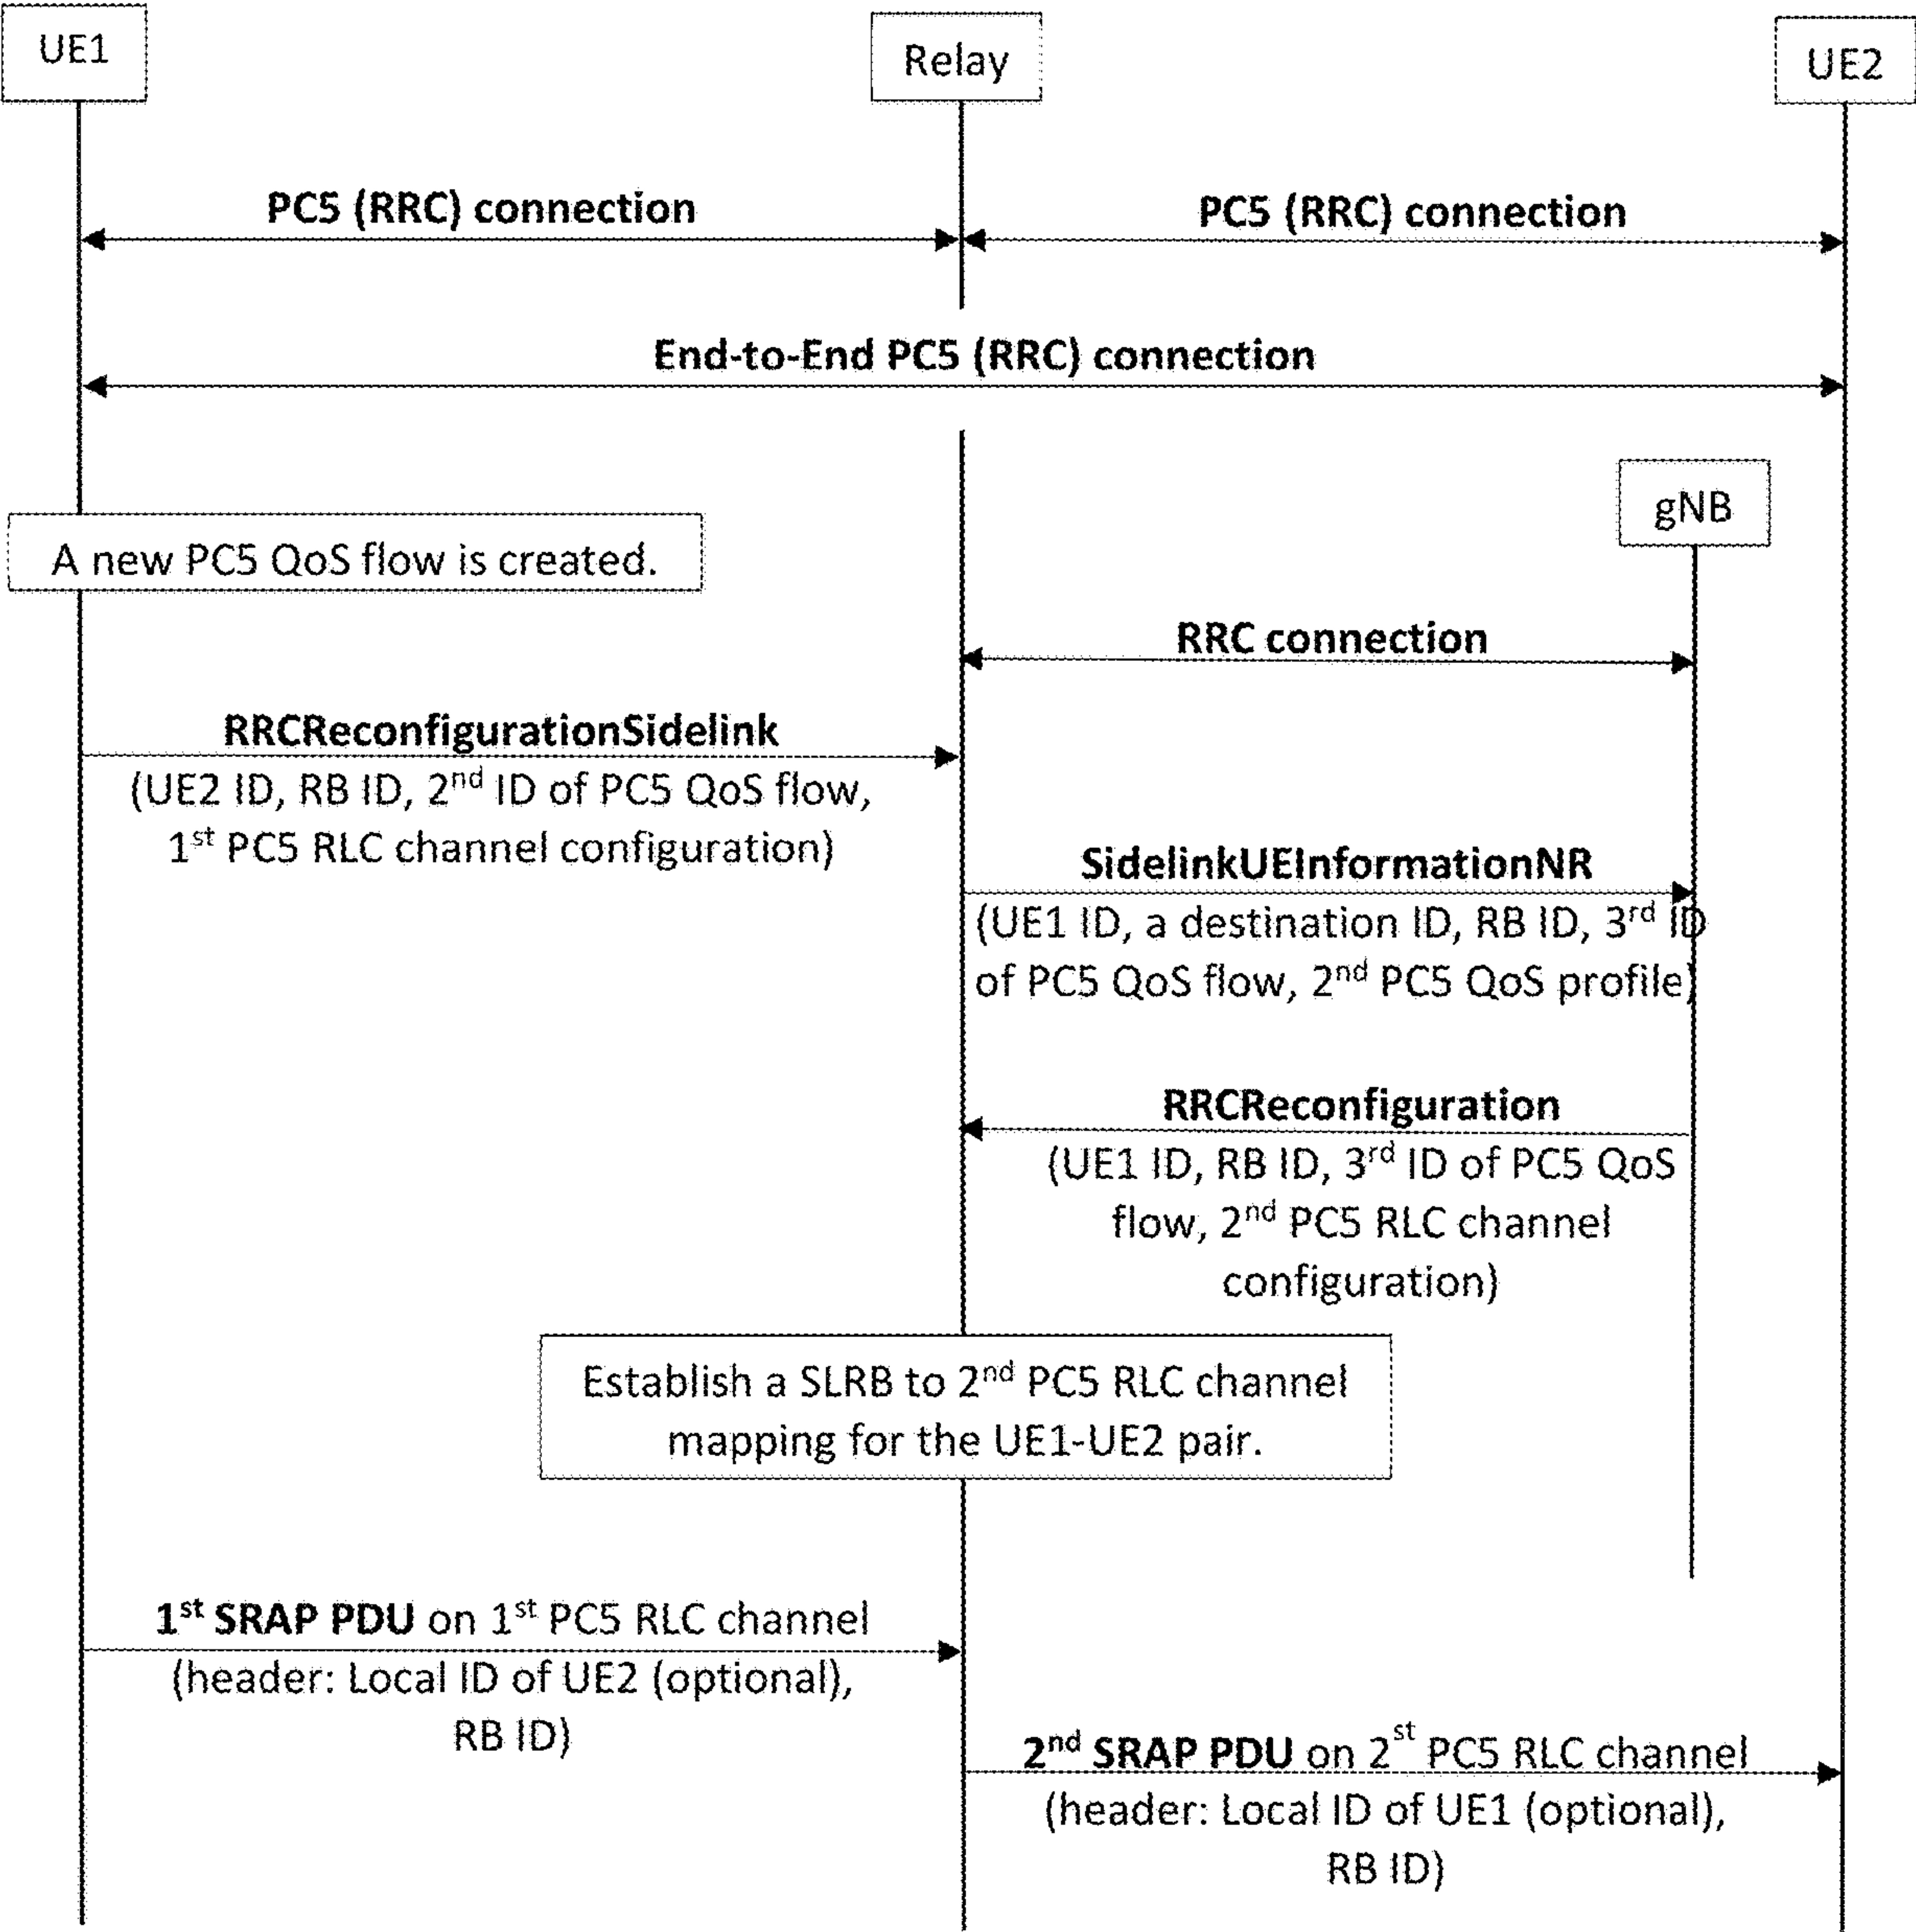 UE1
Relay
UE2
PC5 (RRC) connection
PC5 (RRC) connection
End-to-End PC5 (RRC) connection
gNB
A new PC5 QoS flow is created.
RRC connection
RRCReconfigurationSidelink
(UE2 ID, RB ID, 2nd ID of PC5 QoS flow,
1st PC5 RLC channel configuration)
SidelinkUEInformationNR
(UE1 ID, a destination ID, RB ID, 3rd ID
of PC5 QoS flow, 2nd PC5 QoS profile)
RRCReconfiguration
(UE1 ID, RB ID, 3rd ID of PC5 QoS
flow, 2nd PC5 RLC channel
configuration)
Establish a SLRB to 2nd PC5 RLC channel
mapping for the UE1-UE2 pair.
1st SRAP PDU on 1st PC5 RLC channel
(header: Local ID of UE2 (optional),
RB ID)
2nd SRAP PDU on 2st PC5 RLC channel
(header: Local ID of UE1 (optional),
RB ID)